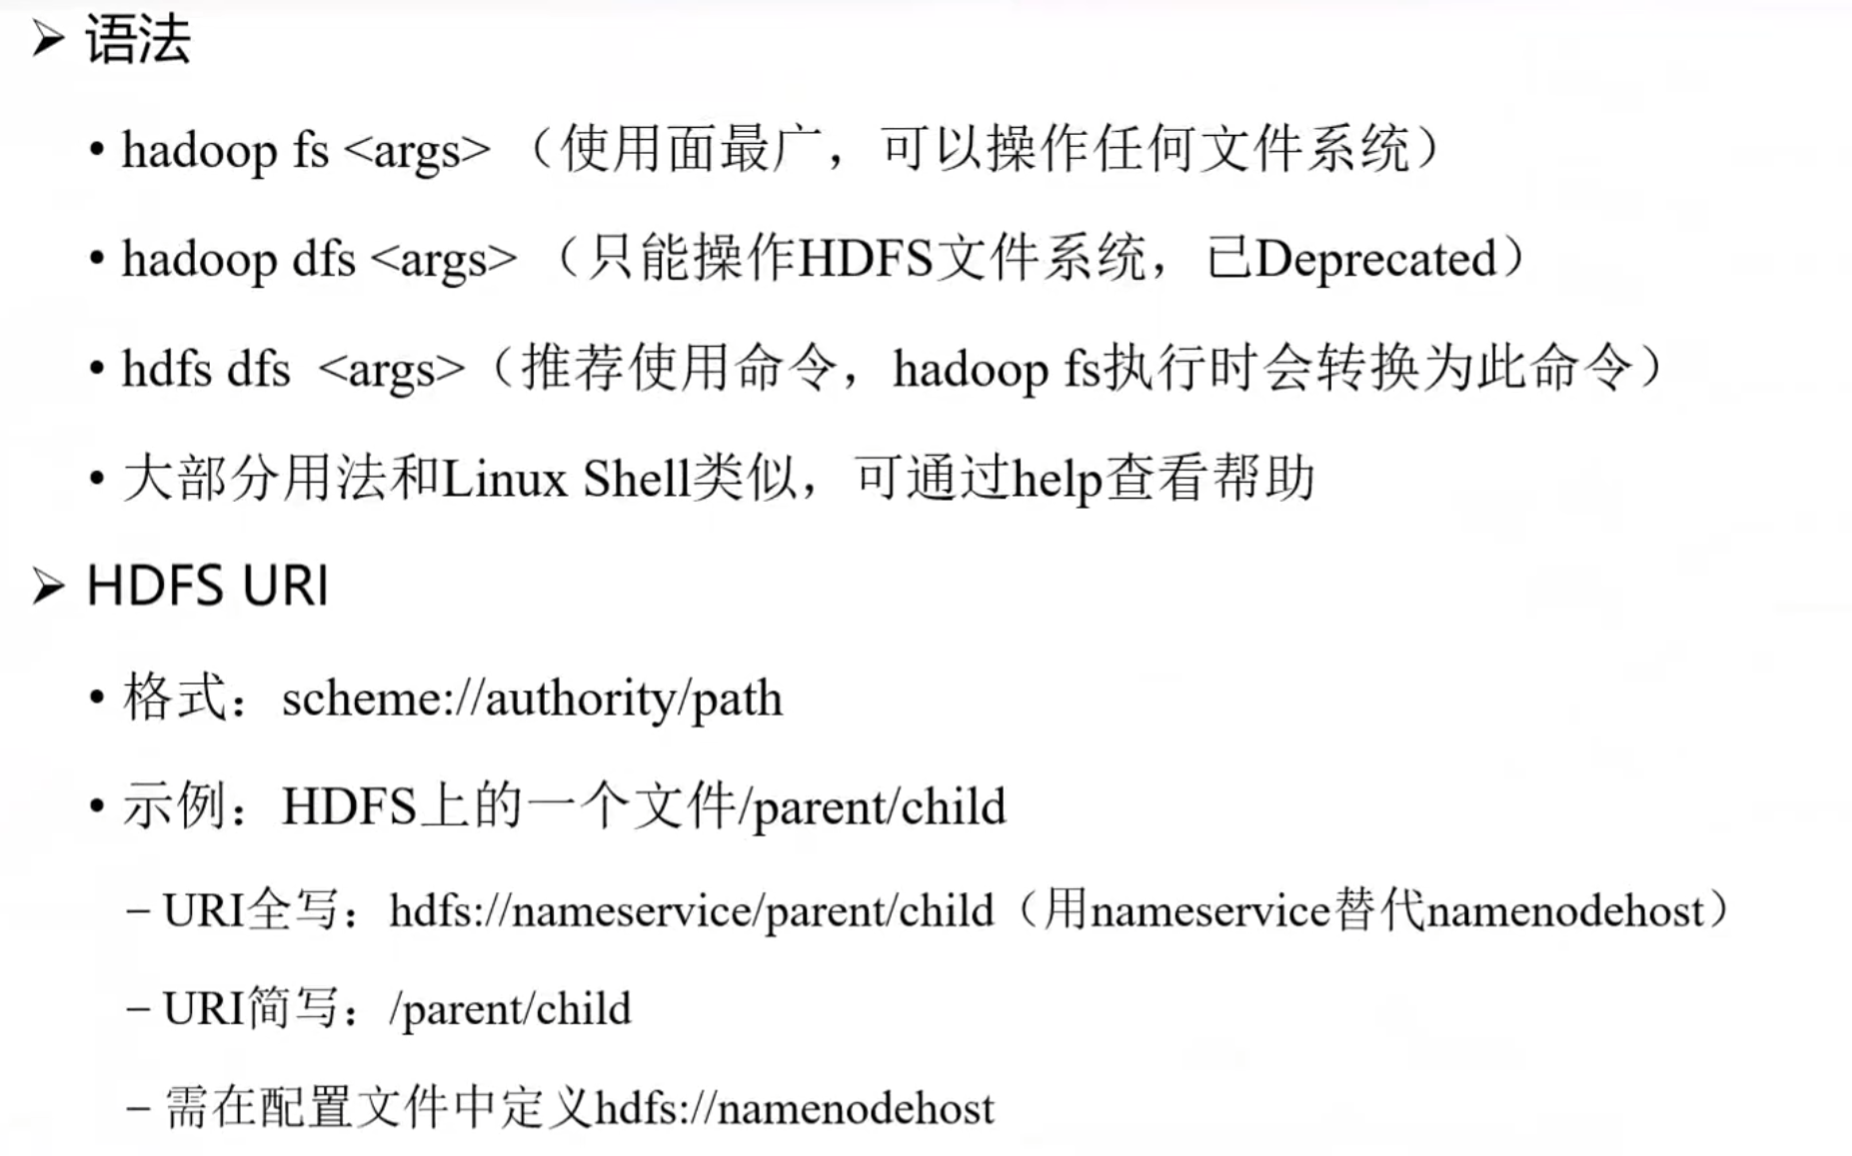 ➢ 语法
• hadoop fs <args> （使用面最广，可以操作任何文件系统）
• hadoop dfs <args> （只能操作HDFS文件系统，已Deprecated）
• hdfs dfs <args>（推荐使用命令，hadoop fs执行时会转换为此命令）
• 大部分用法和Linux Shell类似，可通过help查看帮助
➢ HDFS URI
• 格式：scheme://authority/path
• 示例：HDFS上的一个文件/parent/child
– URI全写：hdfs://nameservice/parent/child（用nameservice替代namenodehost）
– URI简写：/parent/child
– 需在配置文件中定义hdfs://namenodehost